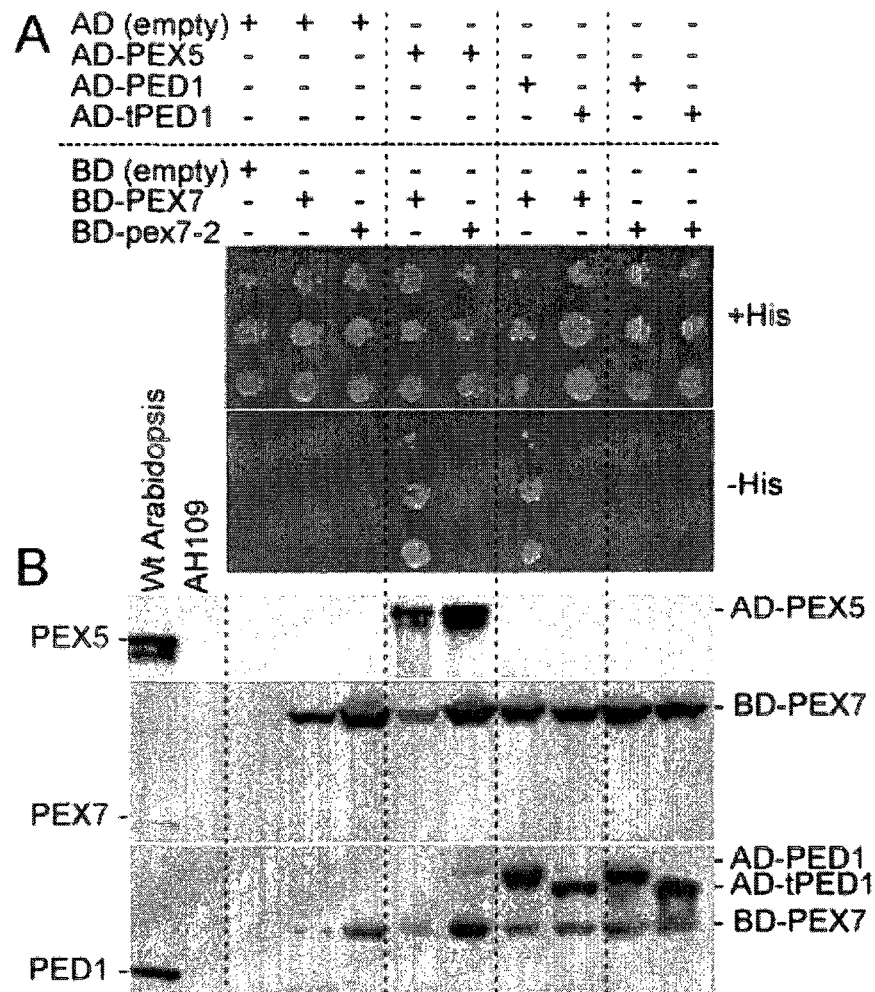 A
AD (empty) + + + - - - - - -
AD-PEX5 - - - + + - - - -
AD-PED1 - - - - - + - + -
AD-tPED1 - - - - - - + - +
BD (empty) + - - - - - - - -
BD-PEX7 - + - + - + + - -
BD-pex7-2 - - + - + - - + +
+His
-His
Wt Arabidopsis
AH109
B
PEX5 -
- AD-PEX5
- BD-PEX7
PEX7 -
- AD-PED1
- AD-tPED1
- BD-PEX7
PED1 -